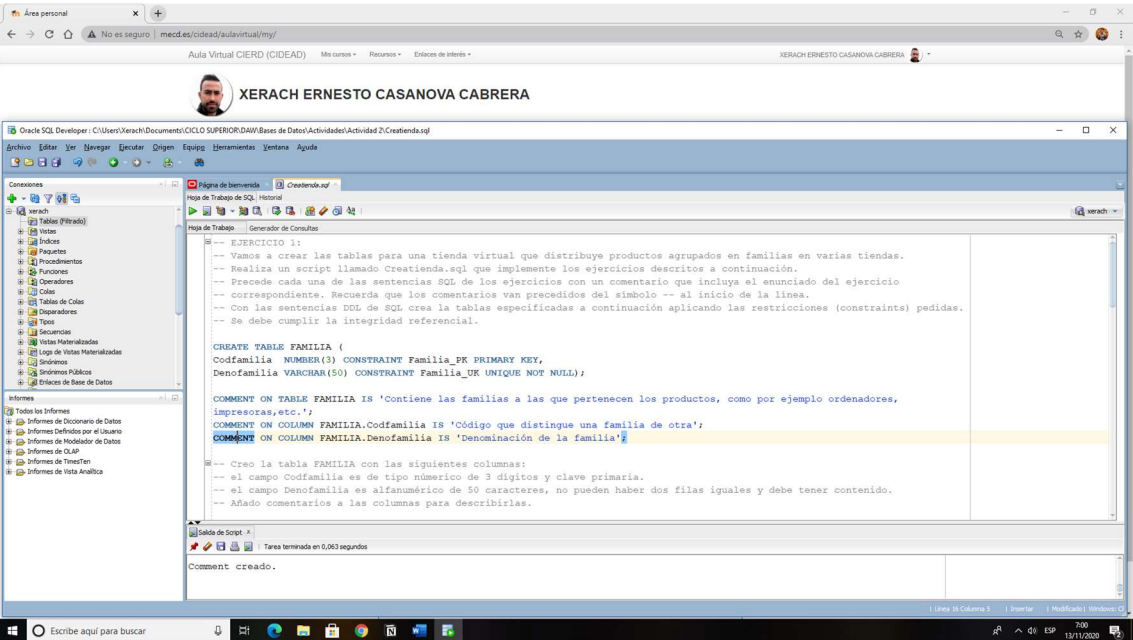 Área personal
No es seguro | mecd.es/cidead/aulavirtual/my/
Aula Virtual CIERD (CIDEAD) Mis cursos Recursos Enlaces de interés XERACH ERNESTO CASANOVA CABRERA
XERACH ERNESTO CASANOVA CABRERA
Oracle SQL Developer : C:\Users\Xerach\Documents\CICLO SUPERIOR\DAW\Bases de Datos\Actividades\Actividad 2\Creatienda.sql
Archivo Editar Ver Navegar Ejecutar Origen Equipo Herramientas Ventana Ayuda
Conexiones
xerach
Tablas (Filtrado)
Vistas
Índices
Paquetes
Procedimientos
Funciones
Operadores
Colas
Tablas de Colas
Disparadores
Tipos
Secuencias
Vistas Materializadas
Logs de Vistas Materializadas
Sinónimos
Sinónimos Públicos
Enlaces de Base de Datos
Informes
Todos los Informes
Informes de Diccionario de Datos
Informes Definidos por el Usuario
Informes de Modelador de Datos
Informes de OLAP
Informes de TimesTen
Informes de Vista Analítica
Página de bienvenida Creatienda.sql
Hoja de Trabajo de SQL Historial
xerach
Hoja de Trabajo Generador de Consultas
-- EJERCICIO 1:
-- Vamos a crear las tablas para una tienda virtual que distribuye productos agrupados en familias en varias tiendas.
-- Realiza un script llamado Creatienda.sql que implemente los ejercicios descritos a continuación.
-- Precede cada una de las sentencias SQL de los ejercicios con un comentario que incluya el enunciado del ejercicio
-- correspondiente. Recuerda que los comentarios van precedidos del símbolo -- al inicio de la línea.
-- Con las sentencias DDL de SQL crea la tablas especificadas a continuación aplicando las restricciones (constraints) pedidas.
-- Se debe cumplir la integridad referencial.
CREATE TABLE FAMILIA (
Codfamilia NUMBER(3) CONSTRAINT Familia_PK PRIMARY KEY,
Denofamilia VARCHAR(50) CONSTRAINT Familia_UK UNIQUE NOT NULL);
COMMENT ON TABLE FAMILIA IS 'Contiene las familias a las que pertenecen los productos, como por ejemplo ordenadores,
impresoras,etc.';
COMMENT ON COLUMN FAMILIA.Codfamilia IS 'Código que distingue una familia de otra';
COMMENT ON COLUMN FAMILIA.Denofamilia IS 'Denominación de la familia';
-- Creo la tabla FAMILIA con las siguientes columnas:
-- el campo Codfamilia es de tipo númerico de 3 dígitos y clave primaria.
-- el campo Denofamilia es alfanumérico de 50 caracteres, no pueden haber dos filas iguales y debe tener contenido.
-- Añado comentarios a las columnas para describirlas.
Salida de Script
Tarea terminada en 0,063 segundos
Comment creado.
Línea 16 Columna 5 | Insertar | Modificado | Windows: C
Escribe aquí para buscar
ESP
7:00
13/11/2020